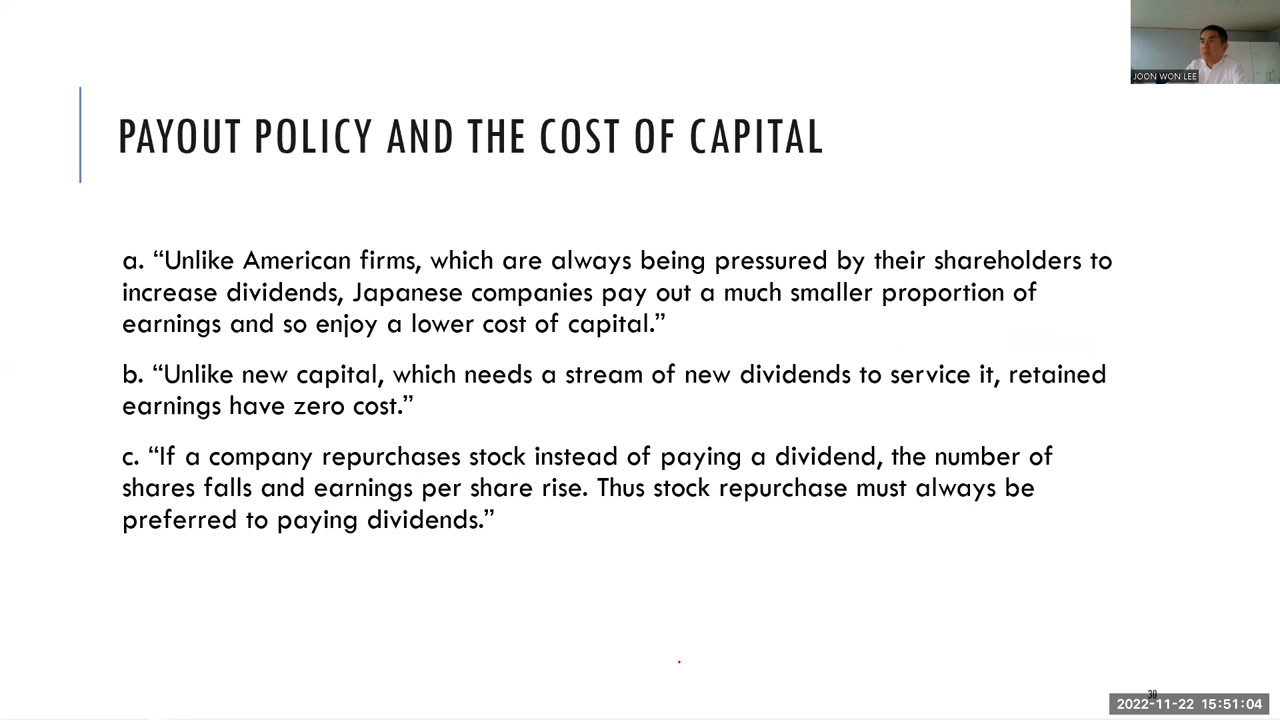 JOON WON LEE
PAYOUT POLICY AND THE COST OF CAPITAL
a. “Unlike American firms, which are always being pressured by their shareholders to
increase dividends, Japanese companies pay out a much smaller proportion of
earnings and so enjoy a lower cost of capital.”
b. “Unlike new capital, which needs a stream of new dividends to service it, retained
earnings have zero cost.”
c. “If a company repurchases stock instead of paying a dividend, the number of
shares falls and earnings per share rise. Thus stock repurchase must always be
preferred to paying dividends.”
30
2022-11-22 15:51:04